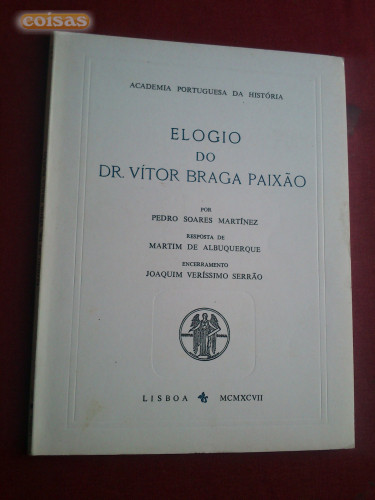 coisas
ACADEMIA PORTUGUESA DA HISTÓRIA
ELOGIO
DO
DR. VÍTOR BRAGA PAIXÃO
POR
PEDRO SOARES MARTÍNEZ
RESPOSTA DE
MARTIM DE ALBUQUERQUE
ENCERRAMENTO
JOAQUIM VERÍSSIMO SERRÃO
LISBOA MCMXCVII